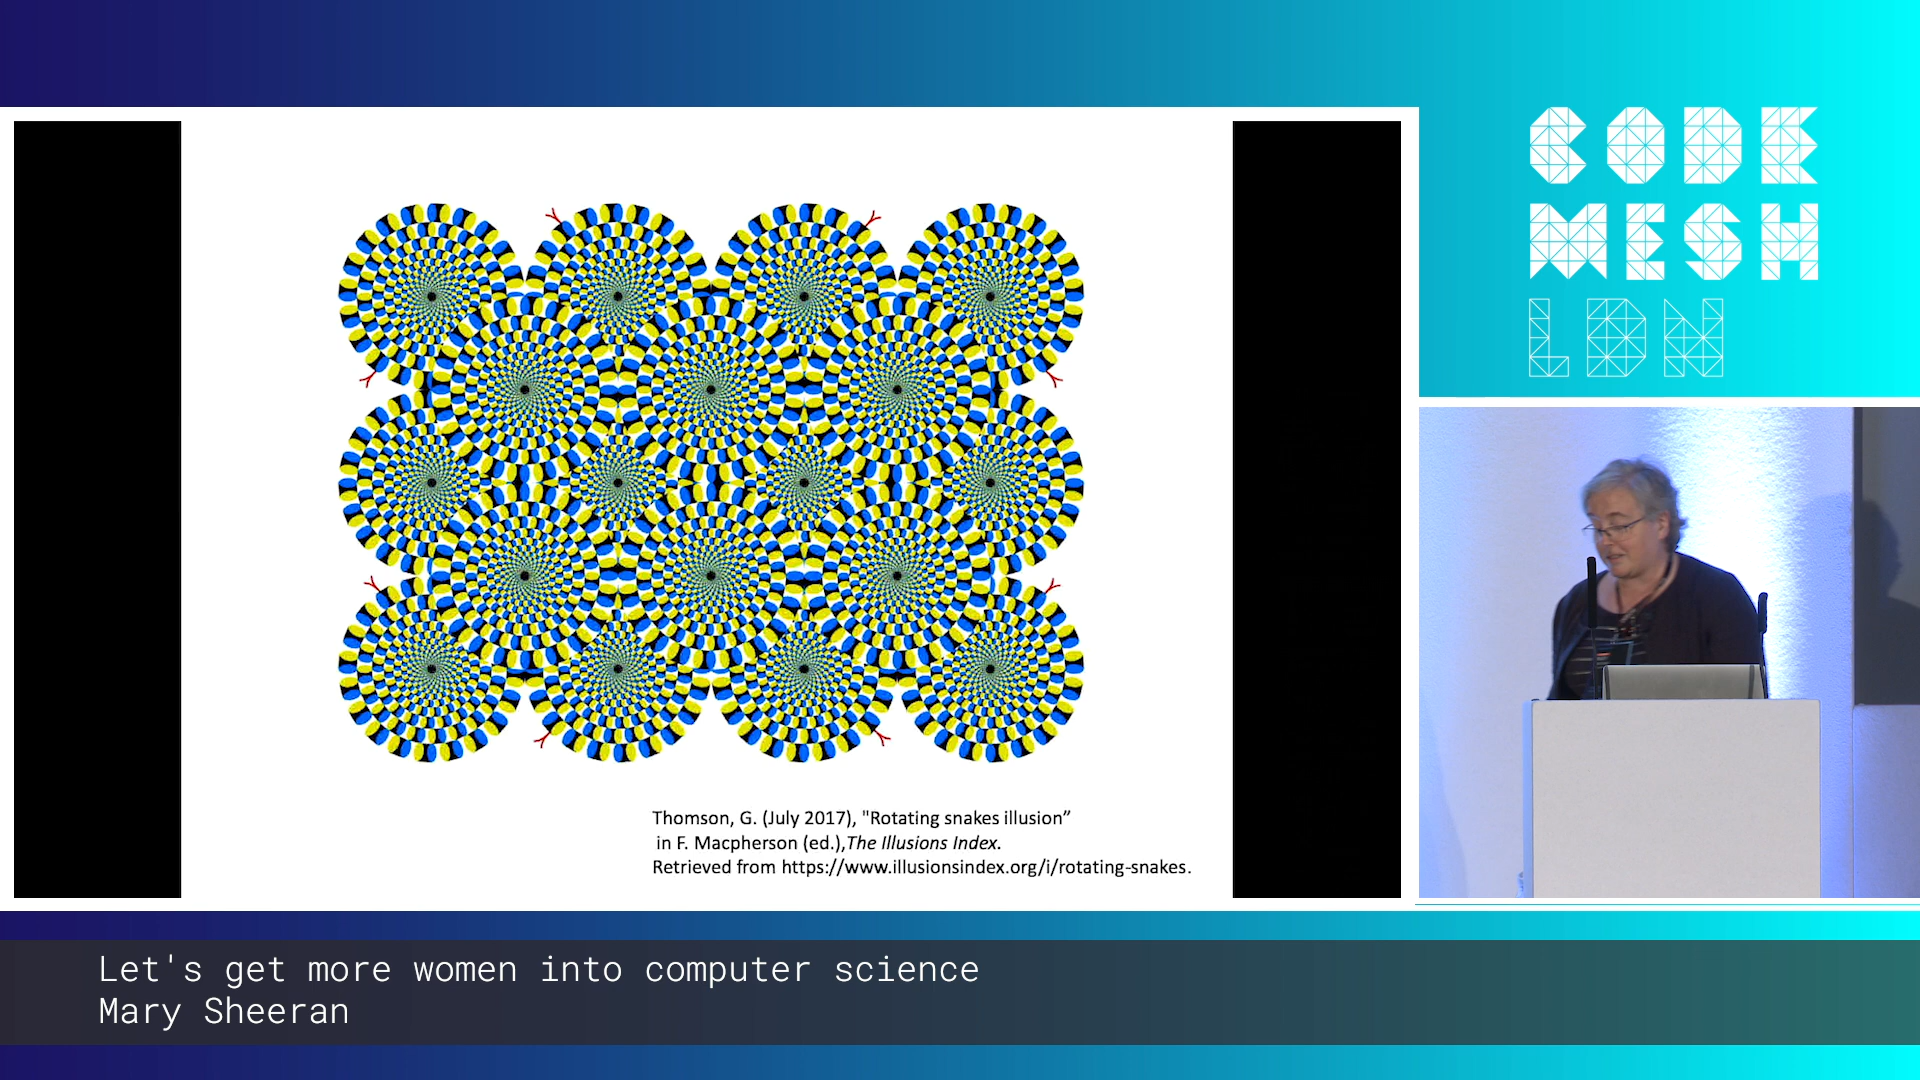 CODE
MESH
LDN
Thomson, G. (July 2017), "Rotating snakes illusion”
in F. Macpherson (ed.),The Illusions Index.
Retrieved from https://www.illusionsindex.org/i/rotating-snakes.
Let's get more women into computer science
Mary Sheeran